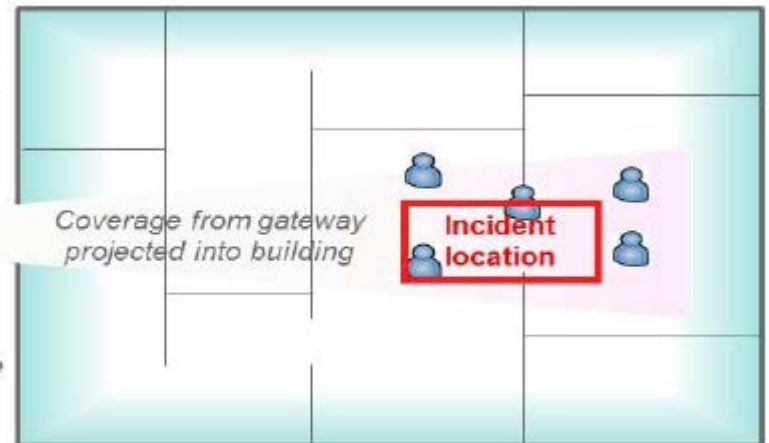 Coverage from gateway
projected into building
Incident
location